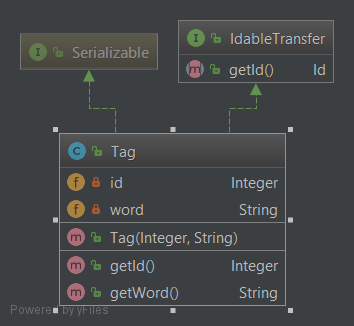 I Serializable
I IdableTransfer
m getId() Id
C Tag
f id Integer
f word String
m Tag(Integer, String)
m getId() Integer
m getWord() String
Powered by yFiles